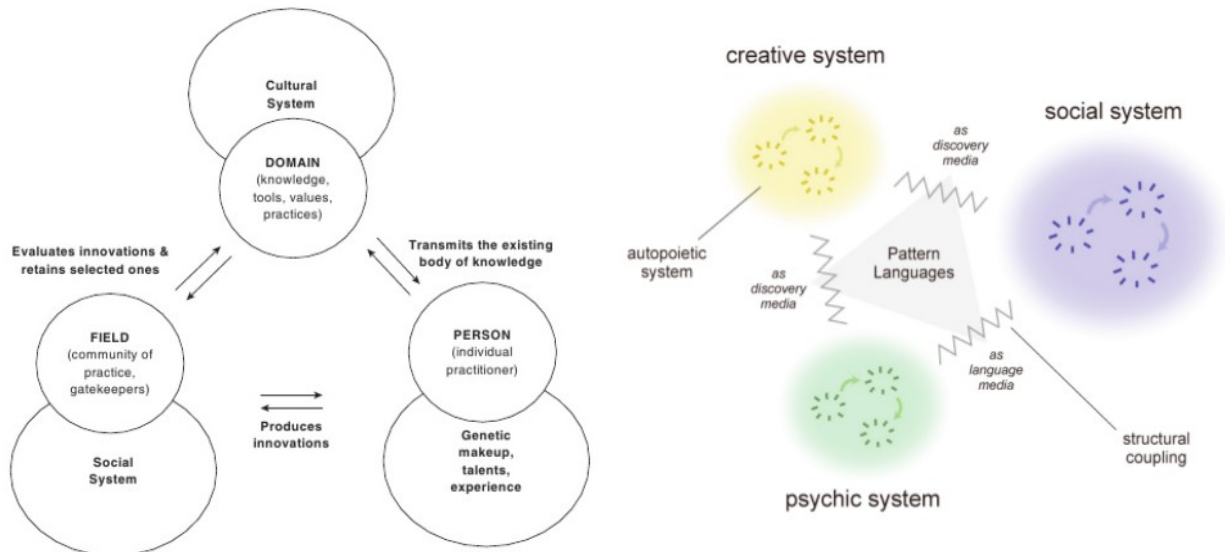 Cultural
System
DOMAIN
(knowledge,
tools, values,
practices)
Evaluates innovations &
retains selected ones
Transmits the existing
body of knowledge
FIELD
(community of
practice,
gatekeepers)
PERSON
(individual
practitioner)
Produces
innovations
Social
System
Genetic
makeup,
talents,
experience
creative system
social system
as
discovery
media
autopoietic
system
Pattern
Languages
as
discovery
media
as
language
media
structural
coupling
psychic system